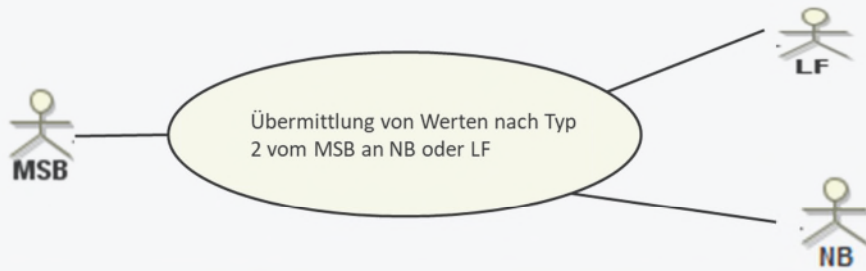 LF
Übermittlung von Werten nach Typ
2 vom MSB an NB oder LF
MSB
NB